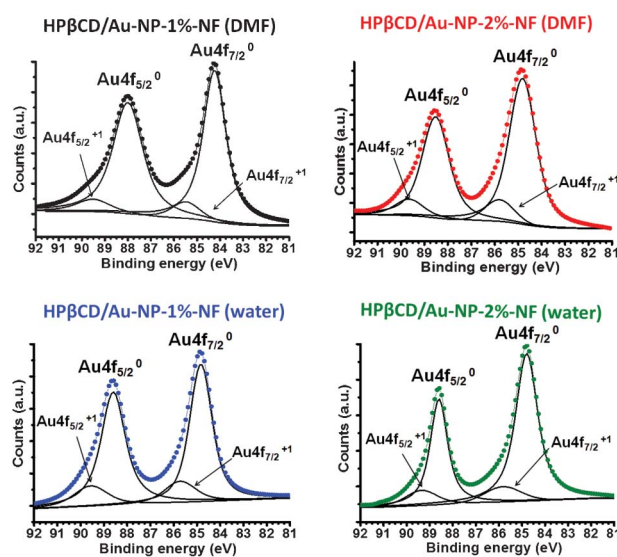 HPβCD/Au-NP-1%-NF (DMF)
Au4f7/2^0
Au4f5/2^0
Au4f5/2^+1
Au4f7/2^+1
Counts (a.u.)
92 91 90 89 88 87 86 85 84 83 82 81
Binding energy (eV)
HPβCD/Au-NP-2%-NF (DMF)
Au4f7/2^0
Au4f5/2^0
Au4f5/2^+1
Au4f7/2^+1
Counts (a.u.)
92 91 90 89 88 87 86 85 84 83 82 81
Binding energy (eV)
HPβCD/Au-NP-1%-NF (water)
Au4f7/2^0
Au4f5/2^0
Au4f5/2^+1
Au4f7/2^+1
Counts (a.u.)
92 91 90 89 88 87 86 85 84 83 82 81
Binding energy (eV)
HPβCD/Au-NP-2%-NF (water)
Au4f7/2^0
Au4f5/2^0
Au4f5/2^+1
Au4f7/2^+1
Counts (a.u.)
92 91 90 89 88 87 86 85 84 83 82 81
Binding energy (eV)